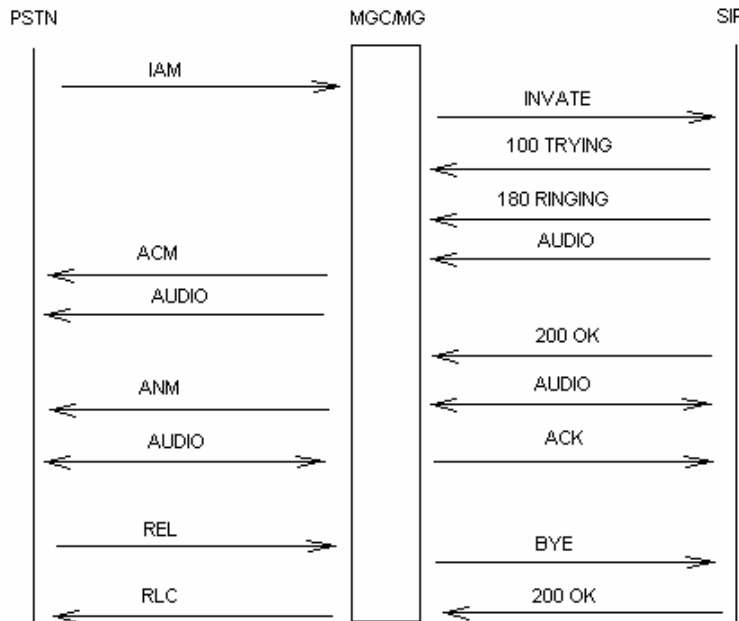 PSTN MGC/MG SIP
IAM
INVATE
100 TRYING
180 RINGING
AUDIO
ACM
AUDIO
200 OK
ANM
AUDIO
AUDIO
ACK
REL
BYE
RLC
200 OK